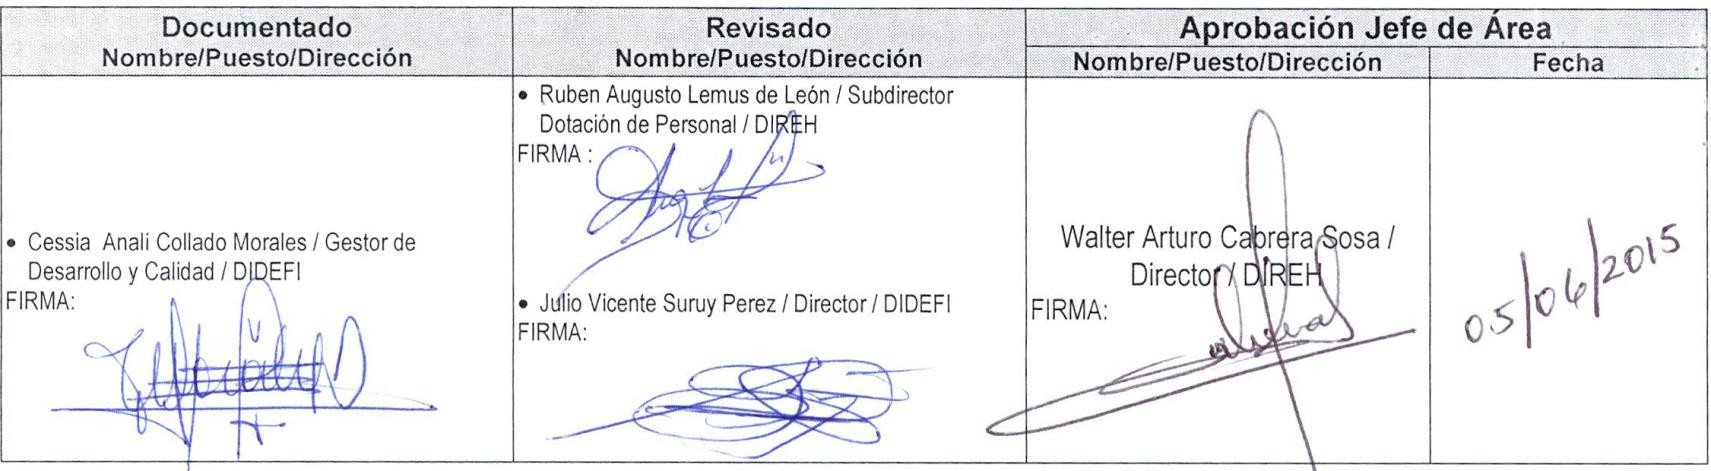 Documentado
Nombre/Puesto/Dirección
Revisado
Nombre/Puesto/Dirección
Aprobación Jefe de Área
Nombre/Puesto/Dirección
Fecha
• Cessia Analí Collado Morales / Gestor de
Desarrollo y Calidad / DIDEFI
FIRMA:
• Ruben Augusto Lemus de León / Subdirector
Dotación de Personal / DIREH
FIRMA :
• Julio Vicente Suruy Perez / Director / DIDEFI
FIRMA:
Walter Arturo Cabrera Sosa /
Director / DIREH
FIRMA:
05/06/2015